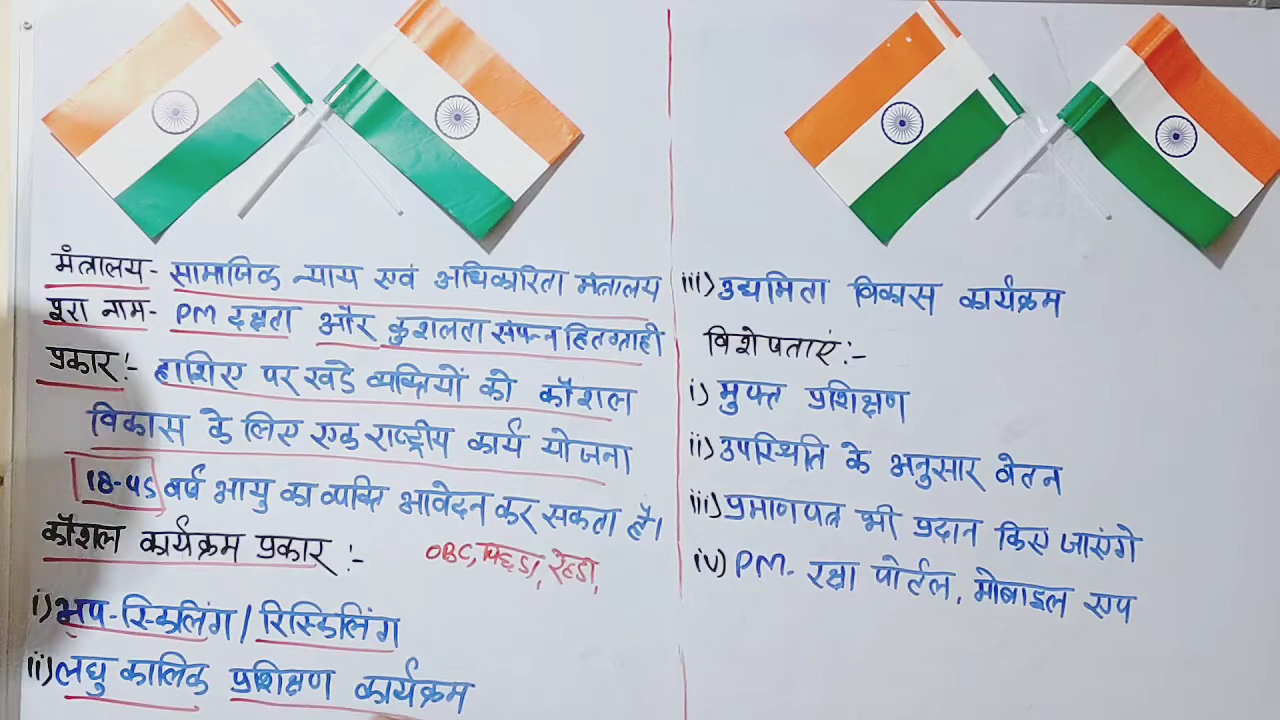 मंत्रालय- सामाजिक न्याय एवं अधिकारिता मंत्रालय
पूरा नाम- PM दक्षता और कुशलता संपन्न हितग्राही
प्रकार:- हाशिए पर खडे व्यक्तियों को कौशल
विकास के लिए एक राष्ट्रीय कार्य योजना
18-45 वर्ष आयु का व्यक्ति आवेदन कर सकता है।
कौशल कार्यक्रम प्रकार:-
OBC, पिछडा, रेहडा,
i) अप-स्किलिंग/रिस्किलिंग
ii) लघु कालिक प्रशिक्षण कार्यक्रम
iii) उद्यमिता विकास कार्यक्रम
विशेषताएं:-
i) मुफ्त प्रशिक्षण
ii) उपस्थिति के अनुसार वेतन
iii) प्रमाणपत्र भी प्रदान किए जाएंगे
iv) PM- रक्षा पोर्टल, मोबाइल एप